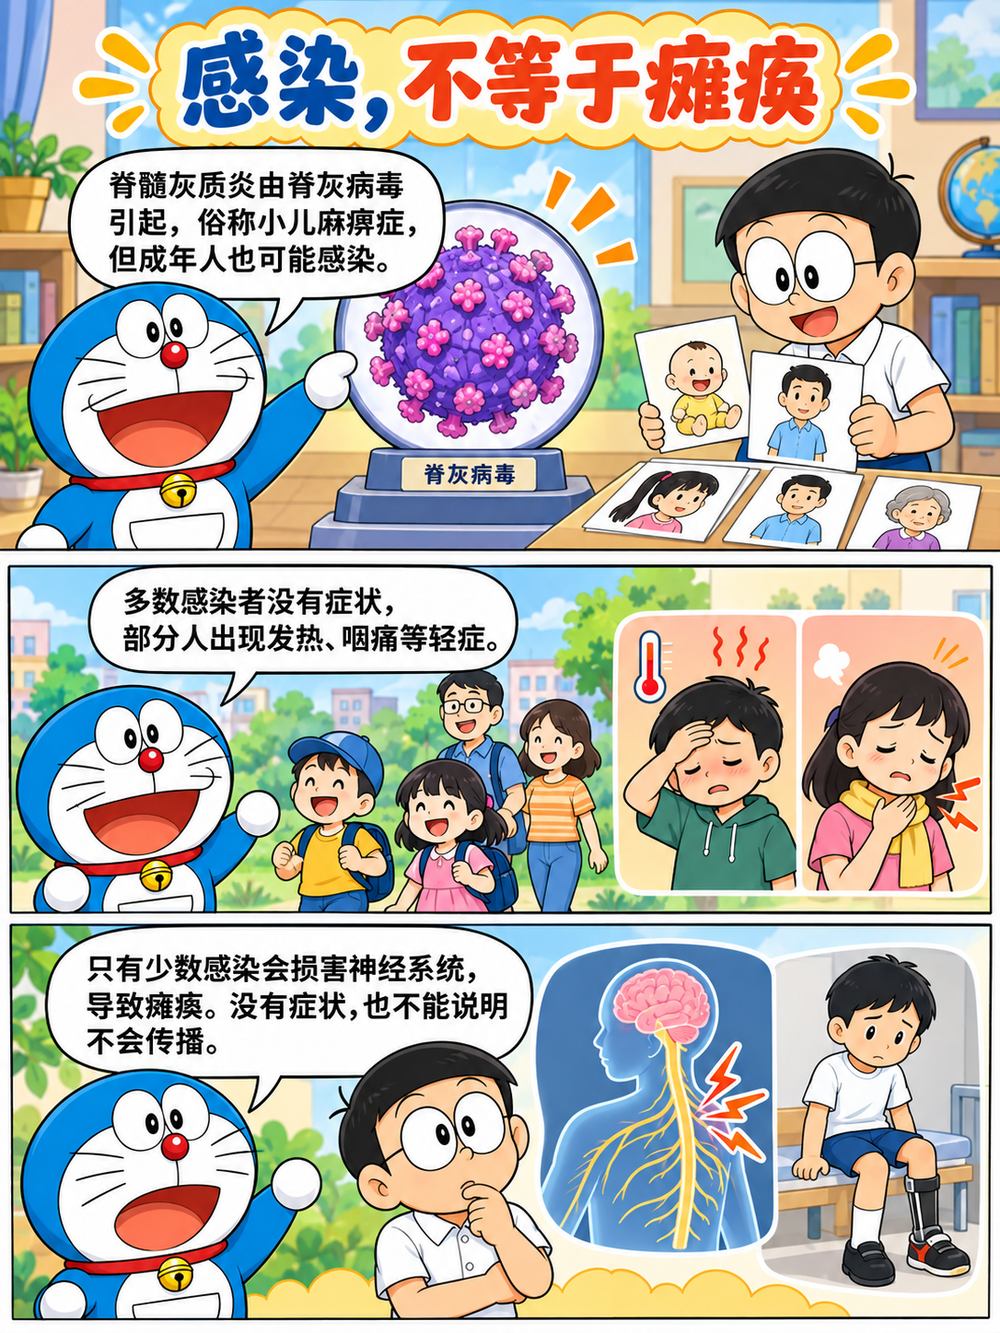 感染，不等于瘫痪
脊髓灰质炎由脊灰病毒
引起，俗称小儿麻痹症，
但成年人也可能感染。
脊灰病毒
多数感染者没有症状，
部分人出现发热、咽痛等轻症。
只有少数感染会损害神经系统，
导致瘫痪。没有症状，也不能说明
不会传播。